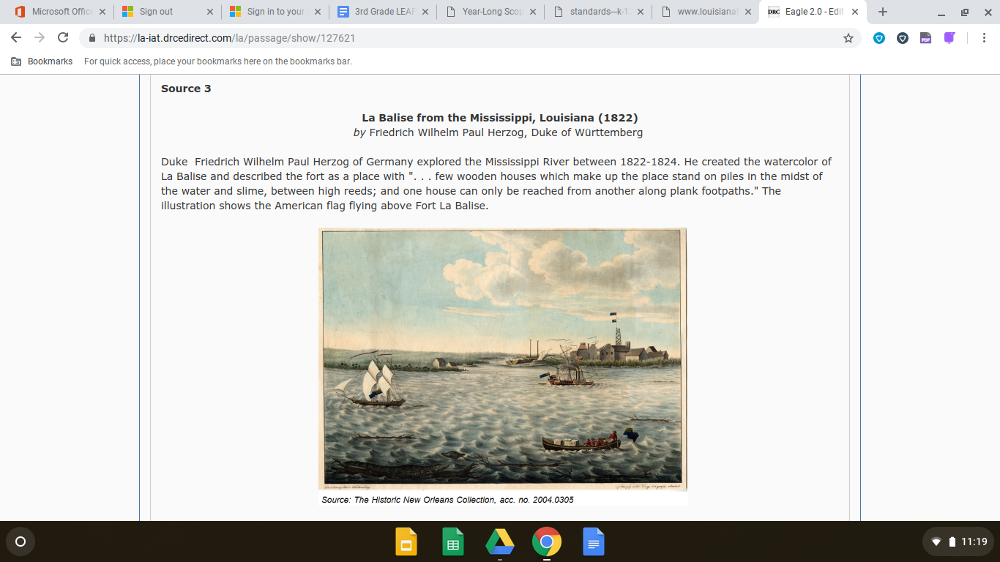 Microsoft Office
Sign out
Sign in to your
3rd Grade LEAP
Year-Long Scop
standards—k-12
www.louisiana
DRC Eagle 2.0 - Edit
https://la-iat.drcedirect.com/la/passage/show/127621
PDF
Bookmarks
For quick access, place your bookmarks here on the bookmarks bar.
Source 3
La Balise from the Mississippi, Louisiana (1822)
by Friedrich Wilhelm Paul Herzog, Duke of Württemberg
Duke  Friedrich Wilhelm Paul Herzog of Germany explored the Mississippi River between 1822-1824. He created the watercolor of
La Balise and described the fort as a place with ". . . few wooden houses which make up the place stand on piles in the midst of
the water and slime, between high reeds; and one house can only be reached from another along plank footpaths." The
illustration shows the American flag flying above Fort La Balise.
Source: The Historic New Orleans Collection, acc. no. 2004.0305
11:19